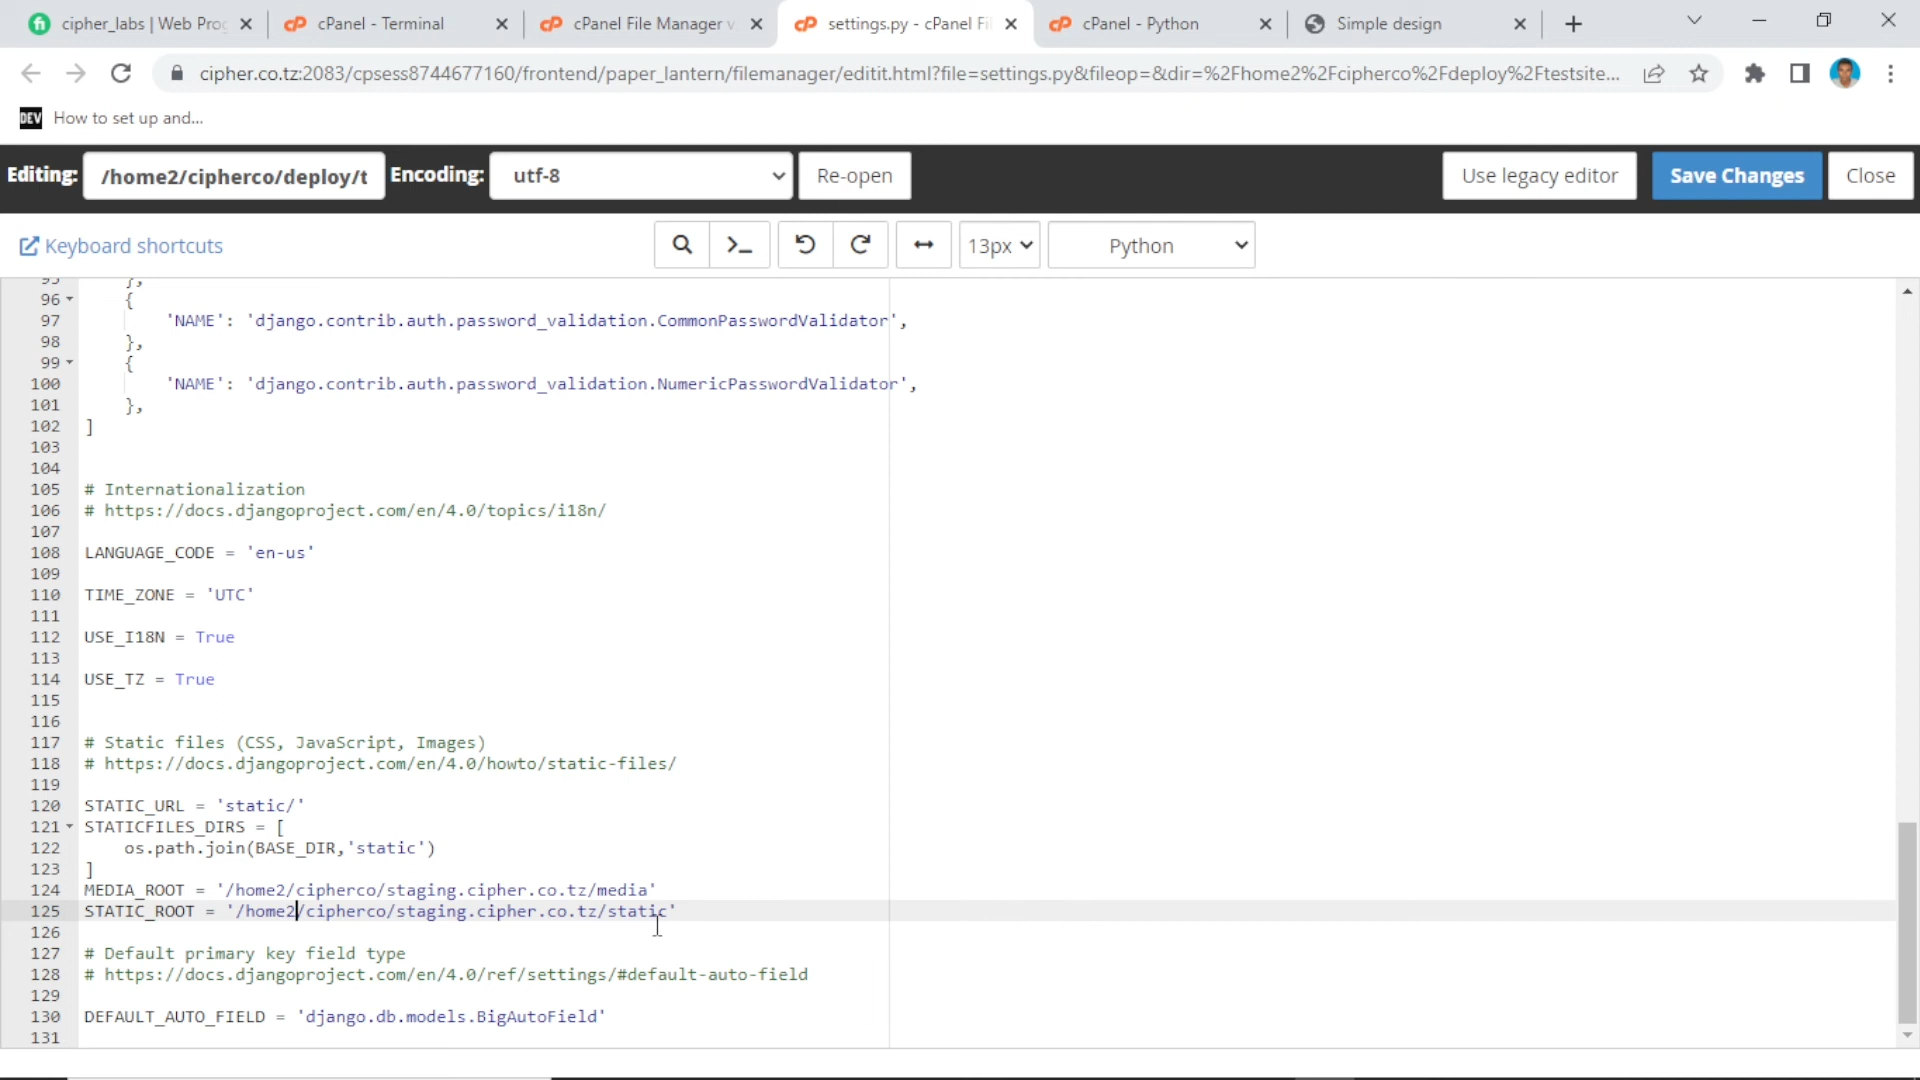 cipher_labs | Web Prog
cPanel - Terminal
cPanel File Manager v
settings.py - cPanel Fi
cPanel - Python
Simple design
cipher.co.tz:2083/cpsess8744677160/frontend/paper_lantern/filemanager/editit.html?file=settings.py&fileop=&dir=%2Fhome2%2Fcipherco%2Fdeploy%2Ftestsite...
DEV How to set up and...
Editing: /home2/cipherco/deploy/t Encoding: utf-8 Re-open Use legacy editor Save Changes Close
Keyboard shortcuts 13px Python
95 },
96 {
97 'NAME': 'django.contrib.auth.password_validation.CommonPasswordValidator',
98 },
99 {
100 'NAME': 'django.contrib.auth.password_validation.NumericPasswordValidator',
101 },
102 ]
103
104
105 # Internationalization
106 # https://docs.djangoproject.com/en/4.0/topics/i18n/
107
108 LANGUAGE_CODE = 'en-us'
109
110 TIME_ZONE = 'UTC'
111
112 USE_I18N = True
113
114 USE_TZ = True
115
116
117 # Static files (CSS, JavaScript, Images)
118 # https://docs.djangoproject.com/en/4.0/howto/static-files/
119
120 STATIC_URL = 'static/'
121 STATICFILES_DIRS = [
122 os.path.join(BASE_DIR,'static')
123 ]
124 MEDIA_ROOT = '/home2/cipherco/staging.cipher.co.tz/media'
125 STATIC_ROOT = '/home2/cipherco/staging.cipher.co.tz/static'
126
127 # Default primary key field type
128 # https://docs.djangoproject.com/en/4.0/ref/settings/#default-auto-field
129
130 DEFAULT_AUTO_FIELD = 'django.db.models.BigAutoField'
131